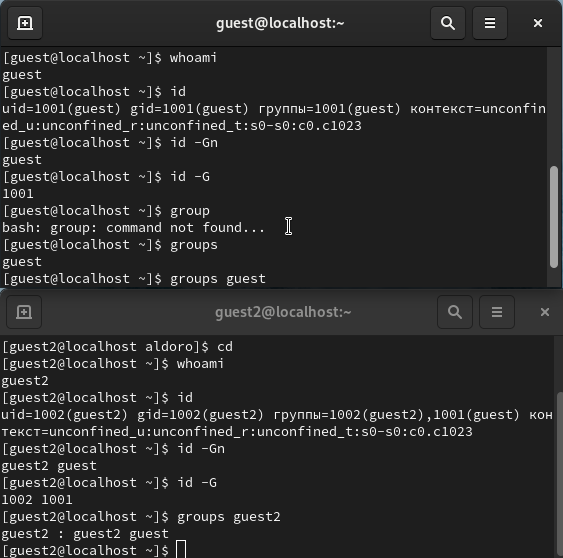 guest@localhost:~
[guest@localhost ~]$ whoami
guest
[guest@localhost ~]$ id
uid=1001(guest) gid=1001(guest) группы=1001(guest) контекст=unconfin
ed_u:unconfined_r:unconfined_t:s0-s0:c0.c1023
[guest@localhost ~]$ id -Gn
guest
[guest@localhost ~]$ id -G
1001
[guest@localhost ~]$ group
bash: group: command not found...
[guest@localhost ~]$ groups
guest
[guest@localhost ~]$ groups guest
guest2@localhost:~
[guest2@localhost aldoro]$ cd
[guest2@localhost ~]$ whoami
guest2
[guest2@localhost ~]$ id
uid=1002(guest2) gid=1002(guest2) группы=1002(guest2),1001(guest) кон
текст=unconfined_u:unconfined_r:unconfined_t:s0-s0:c0.c1023
[guest2@localhost ~]$ id -Gn
guest2 guest
[guest2@localhost ~]$ id -G
1002 1001
[guest2@localhost ~]$ groups guest2
guest2 : guest2 guest
[guest2@localhost ~]$